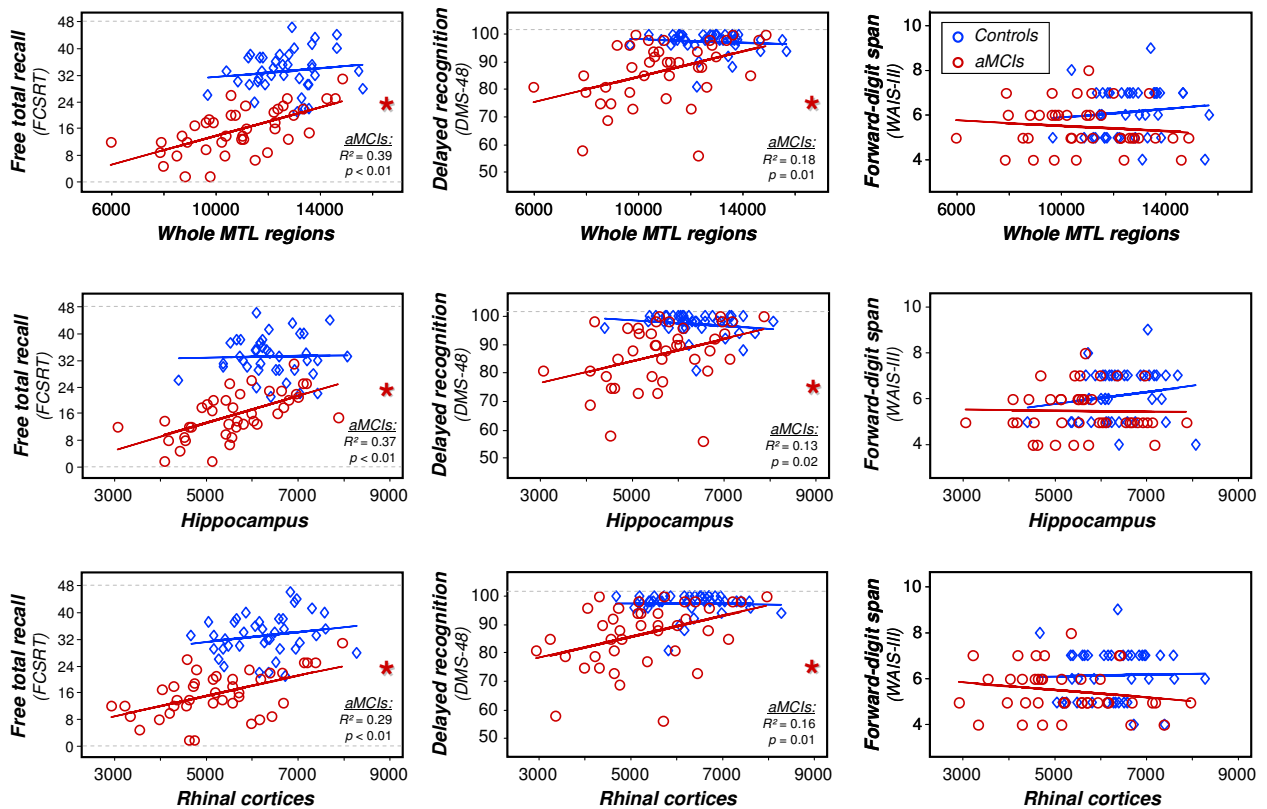 Free total recall
(FCSRT)
48
40
32
24
16
8
0
*
aMCIs:
R² = 0.39
p < 0.01
6000
10000
14000
Whole MTL regions
Delayed recognition
(DMS-48)
100
90
80
70
60
50
*
aMCIs:
R² = 0.18
p = 0.01
6000
10000
14000
Whole MTL regions
Forward-digit span
(WAIS-III)
10
8
6
4
Controls
aMCIs
6000
10000
14000
Whole MTL regions
Free total recall
(FCSRT)
48
40
32
24
16
8
0
*
aMCIs:
R² = 0.37
p < 0.01
3000
5000
7000
9000
Hippocampus
Delayed recognition
(DMS-48)
100
90
80
70
60
50
*
aMCIs:
R² = 0.13
p = 0.02
3000
5000
7000
9000
Hippocampus
Forward-digit span
(WAIS-III)
10
8
6
4
3000
5000
7000
9000
Hippocampus
Free total recall
(FCSRT)
48
40
32
24
16
8
0
*
aMCIs:
R² = 0.29
p < 0.01
3000
5000
7000
9000
Rhinal cortices
Delayed recognition
(DMS-48)
100
90
80
70
60
50
*
aMCIs:
R² = 0.16
p = 0.01
3000
5000
7000
9000
Rhinal cortices
Forward-digit span
(WAIS-III)
10
8
6
4
3000
5000
7000
9000
Rhinal cortices